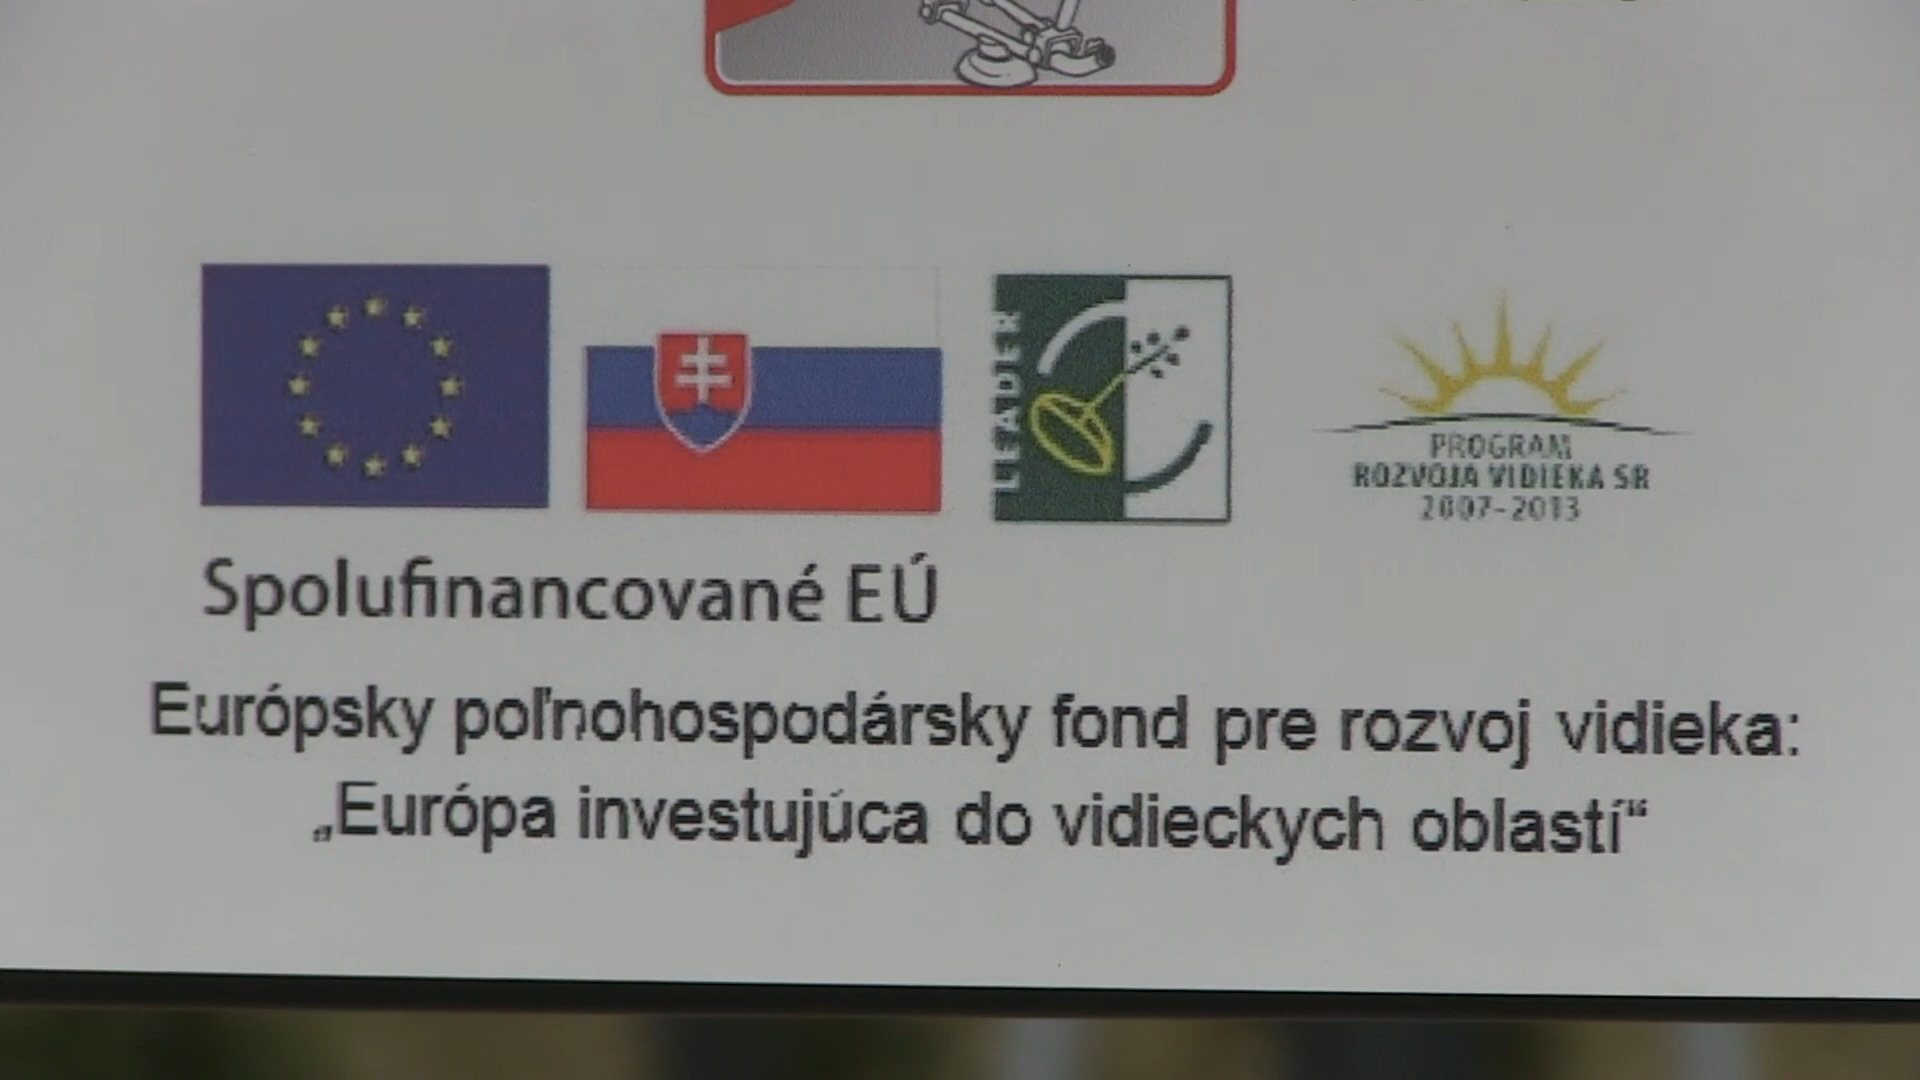 LEADER
PROGRAM
ROZVOJA VIDIEKA SR
2007-2013
Spolufinancované EÚ
Európsky poľnohospodársky fond pre rozvoj vidieka:
„Európa investujúca do vidieckych oblastí“